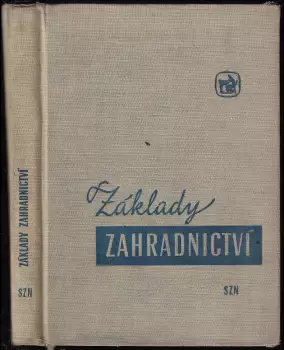 Základy
ZAHRADNICTVÍ
SZN
ZÁKLADY ZAHRADNICTVÍ
SZN